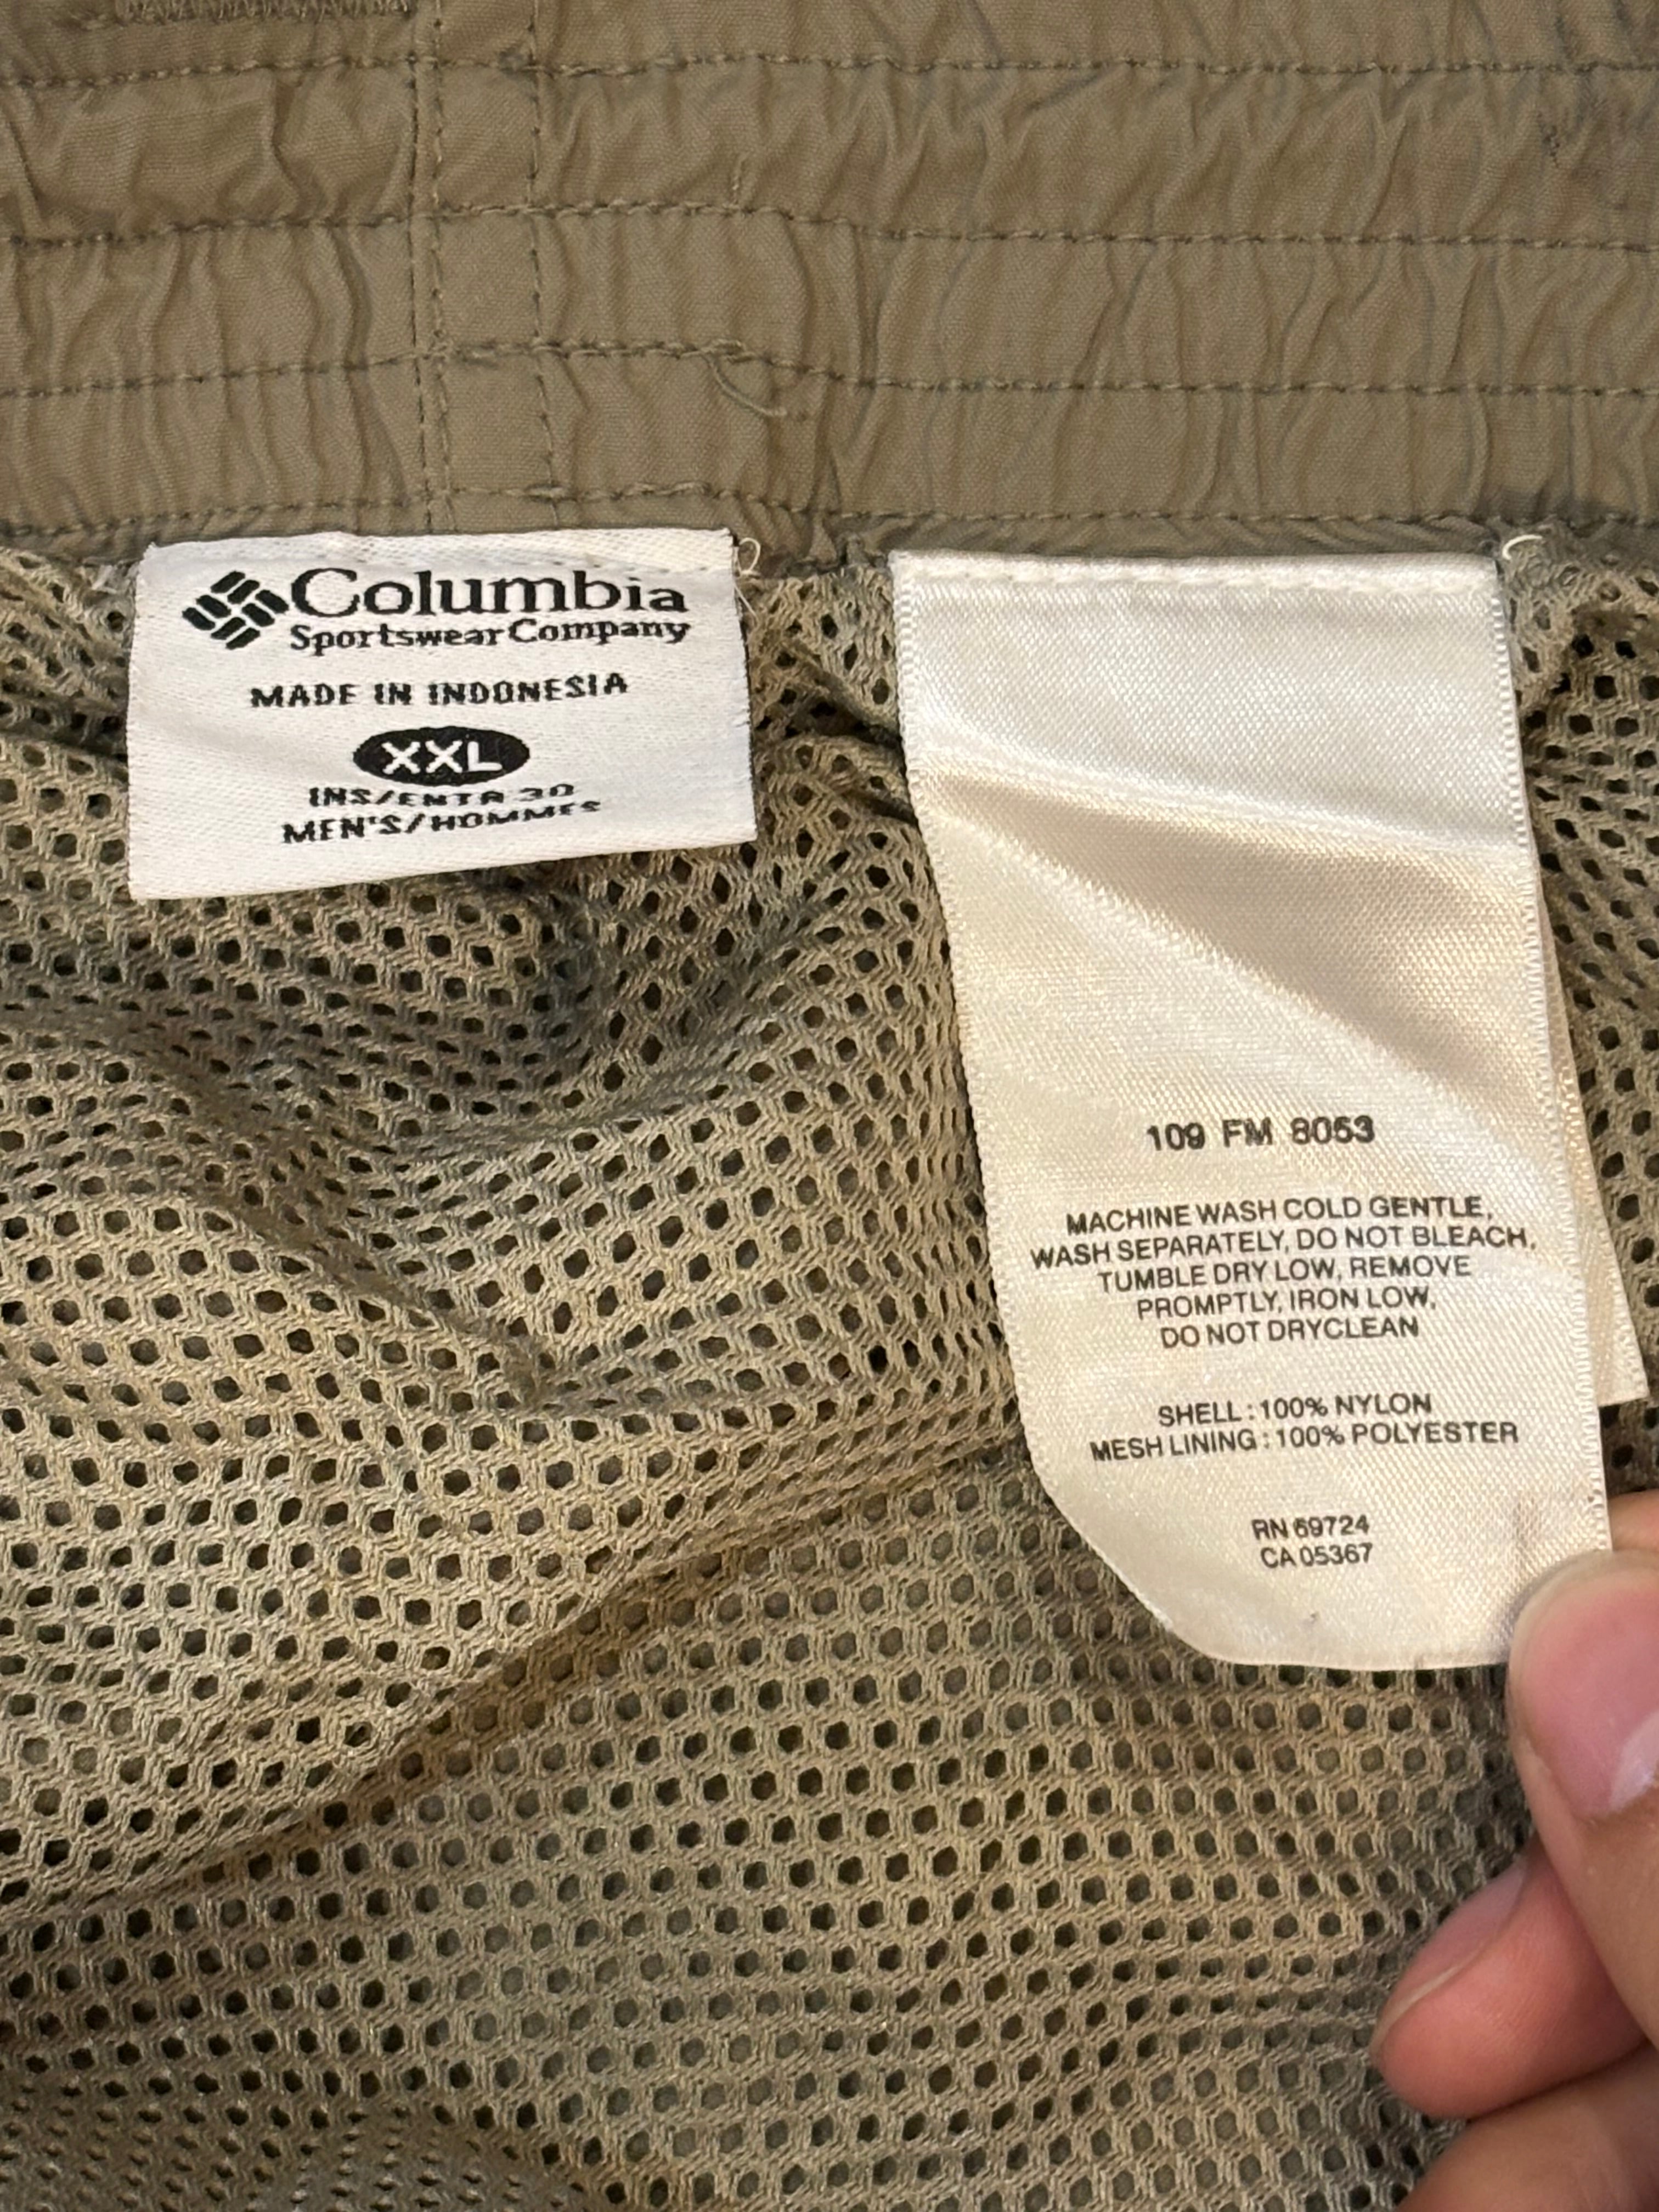 Columbia
Sportswear Company
MADE IN INDONESIA
XXL
INS/ENTR 30
MEN'S/HOMMES
109 FM 8053
MACHINE WASH COLD GENTLE,
WASH SEPARATELY, DO NOT BLEACH,
TUMBLE DRY LOW, REMOVE
PROMPTLY, IRON LOW,
DO NOT DRYCLEAN
SHELL : 100% NYLON
MESH LINING : 100% POLYESTER
RN 69724
CA 05367